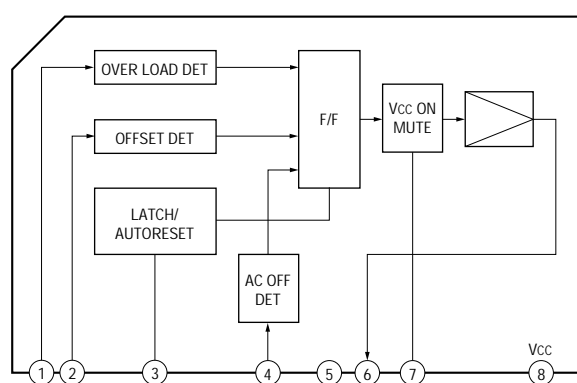 OVER LOAD DET
OFFSET DET
LATCH/
AUTORESET
F/F
VCC ON
MUTE
AC OFF
DET
VCC
1
2
3
4
5
6
7
8